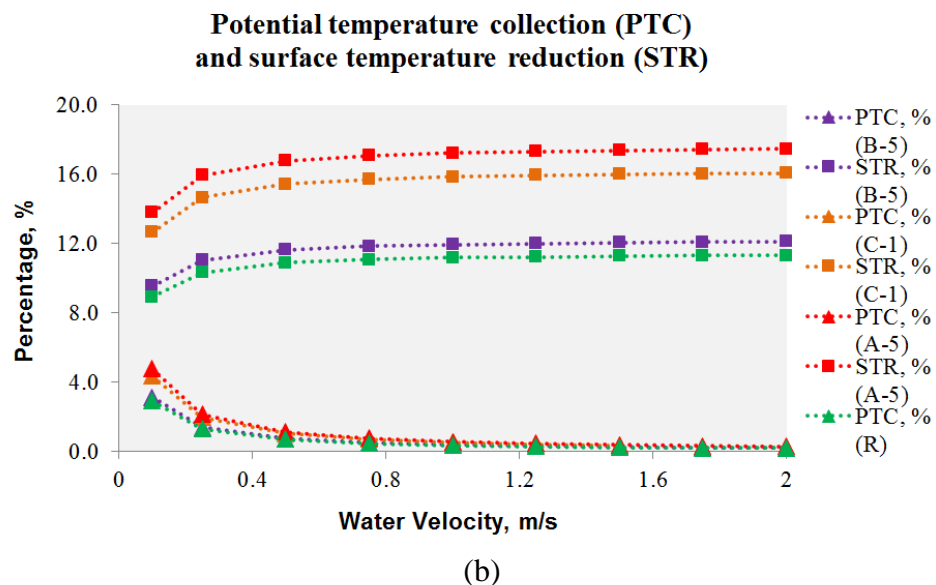 Potential temperature collection (PTC)
and surface temperature reduction (STR)
20.0
16.0
12.0
8.0
4.0
0.0
Percentage, %
0 0.4 0.8 1.2 1.6 2
Water Velocity, m/s
PTC, %
(B-5)
STR, %
(B-5)
PTC, %
(C-1)
STR, %
(C-1)
PTC, %
(A-5)
STR, %
(A-5)
PTC, %
(R)
(b)